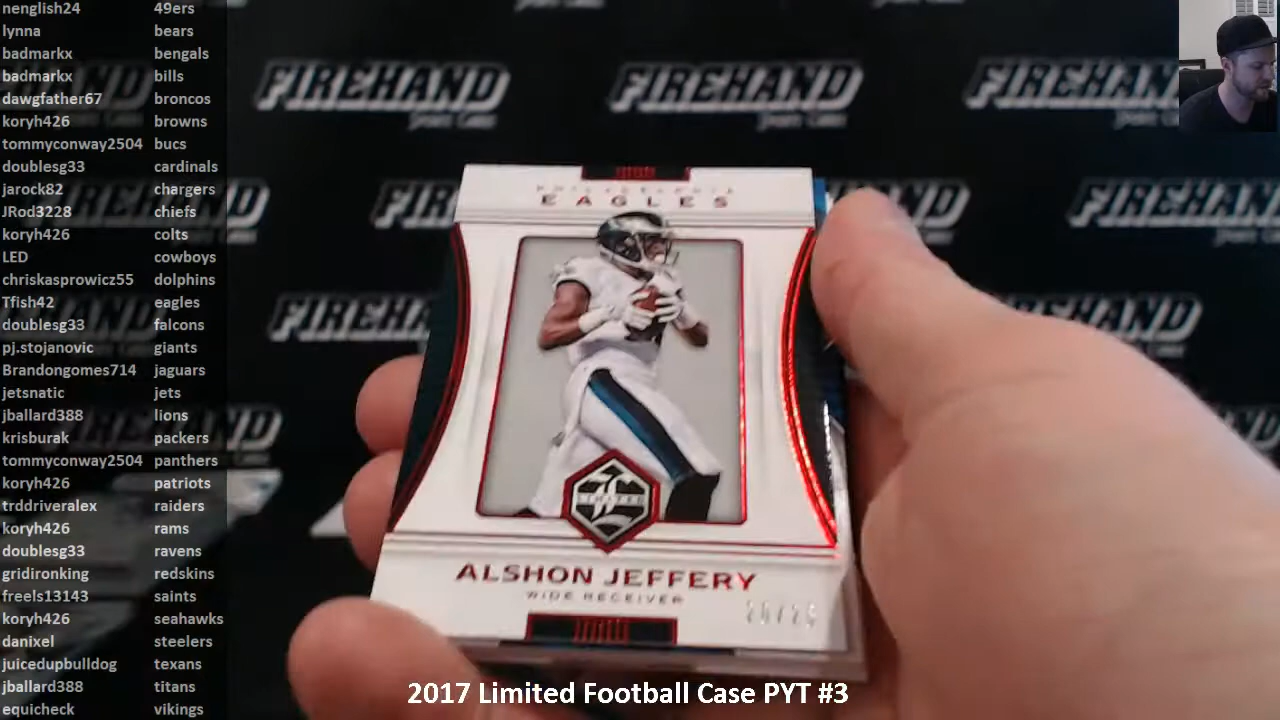 nenglish24 49ers
lynna bears
badmarkx bengals
badmarkx bills
dawgfather67 broncos
koryh426 browns
tommyconway2504 bucs
doublesg33 cardinals
jarock82 chargers
JRod3228 chiefs
koryh426 colts
LED cowboys
chriskasprowicz55 dolphins
Tfish42 eagles
doublesg33 falcons
pj.stojanovic giants
Brandongomes714 jaguars
jetsnatic jets
jballard388 lions
krisburak packers
tommyconway2504 panthers
koryh426 patriots
trddriveralex raiders
koryh426 rams
doublesg33 ravens
gridironking redskins
freels13143 saints
koryh426 seahawks
danixel steelers
juicedupbulldog texans
jballard388 titans
equicheck vikings
FIREHAND FIREHAND FIREHAND
PHILADELPHIA
EAGLES
LIMITED
ALSHON JEFFERY
WIDE RECEIVER
2017 Limited Football Case PYT #3